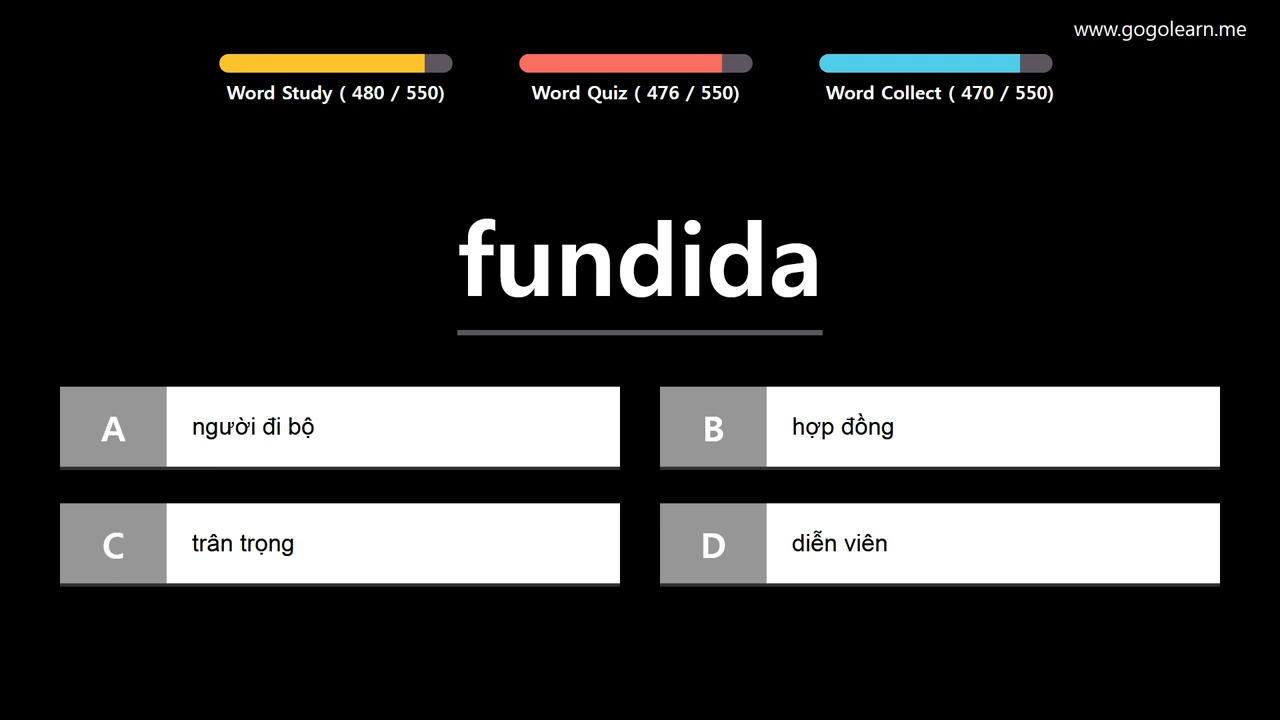 www.gogolearn.me
Word Study ( 480 / 550)
Word Quiz ( 476 / 550)
Word Collect ( 470 / 550)
fundida
A
người đi bộ
B
hợp đồng
C
trân trọng
D
diễn viên